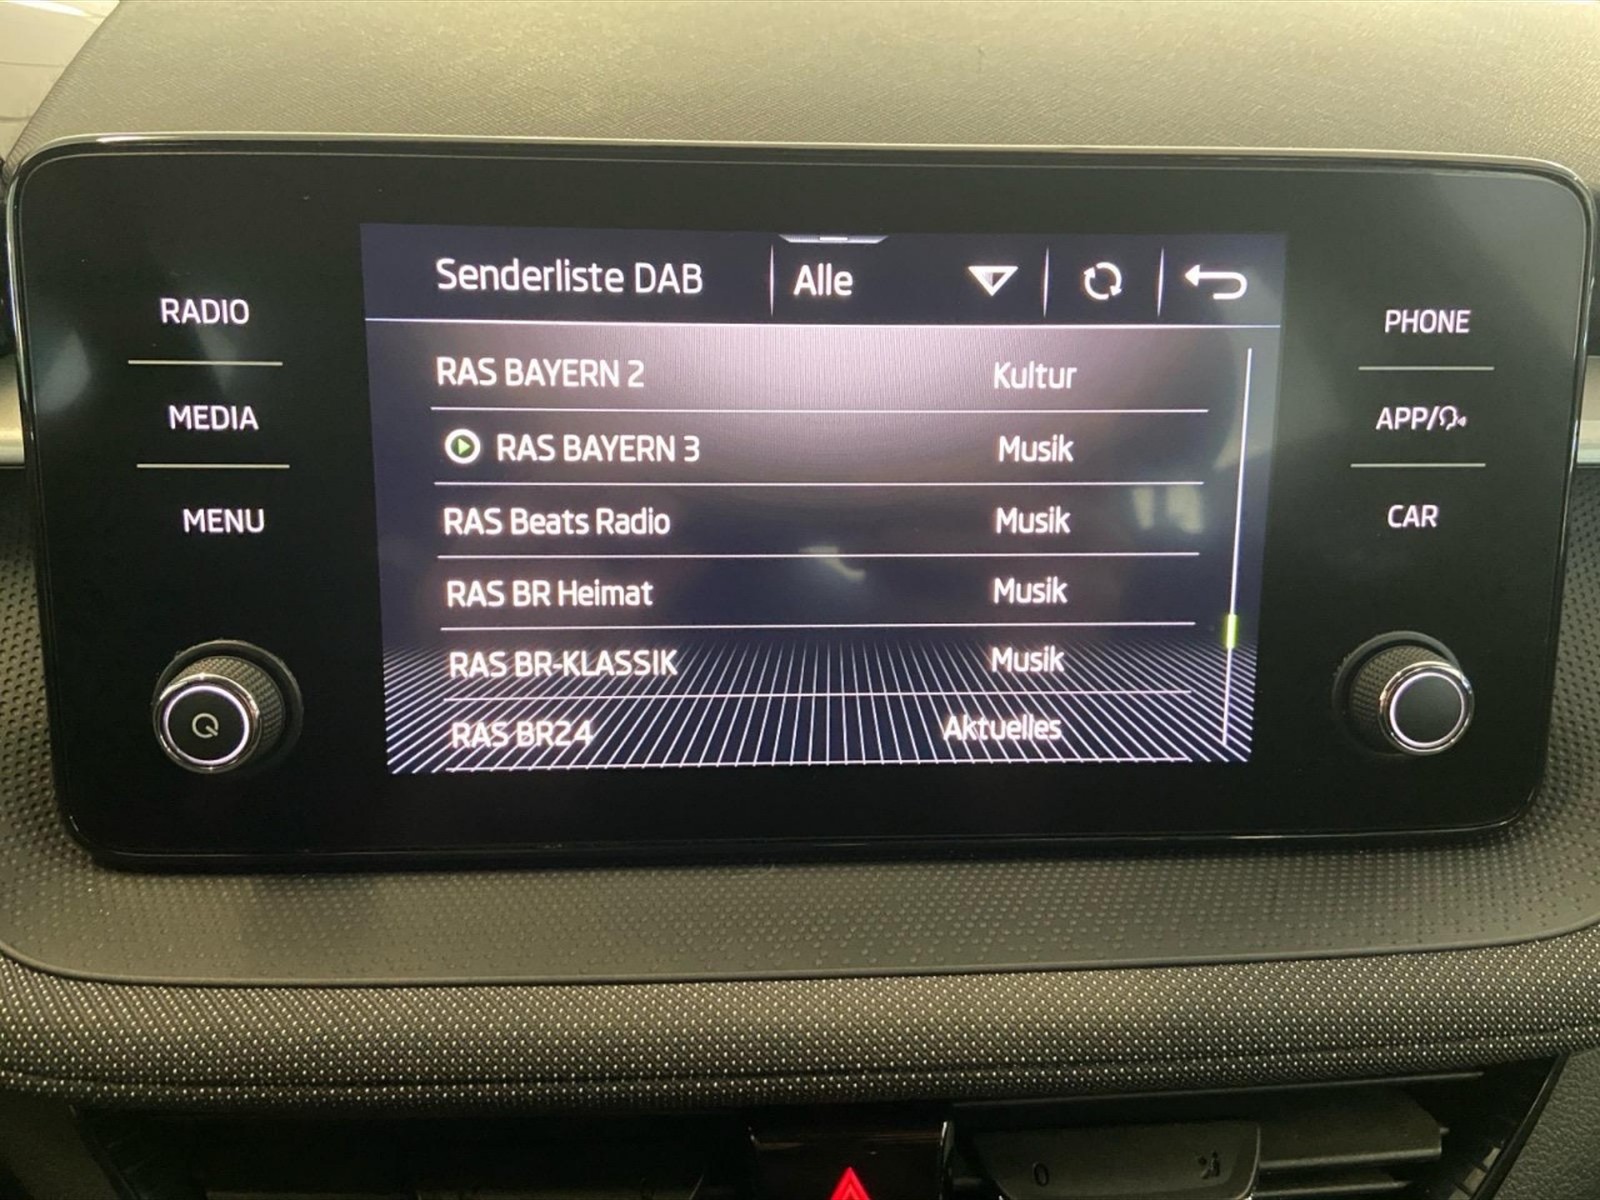 RADIO
MEDIA
MENU
Senderliste DAB Alle
RAS BAYERN 2 Kultur
RAS BAYERN 3 Musik
RAS Beats Radio Musik
RAS BR Heimat Musik
RAS BR-KLASSIK Musik
RAS BR24 Aktuelles
PHONE
APP/
CAR
0